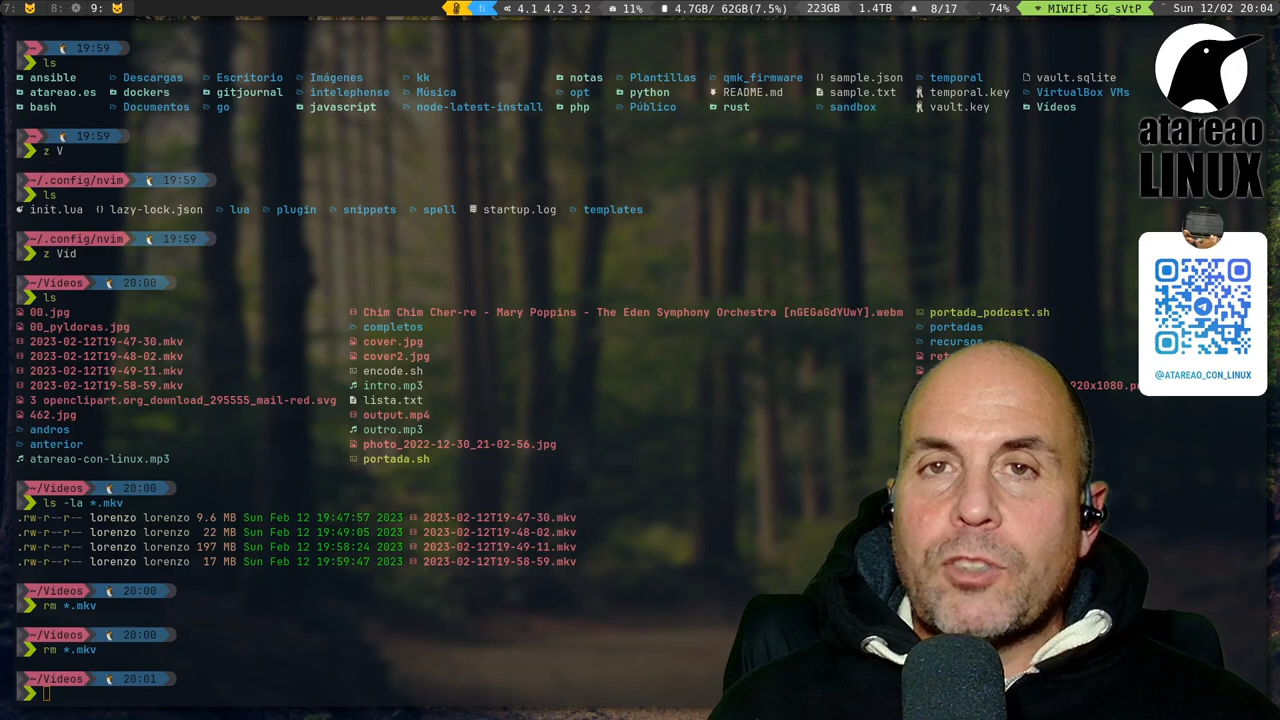 7: 8: 9: 4.1 4.2 3.2 11% 4.7GB/ 62GB(7.5%) 223GB 1.4TB 8/17 74% MIWIFI 5G sVtP Sun 12/02 20:04
~ 19:59
ls
ansible Descargas Escritorio Imágenes kk notas Plantillas qmk_firmware sample.json temporal vault.sqlite
atareao.es dockers gitjournal intelephense Música opt python README.md sample.txt temporal.key VirtualBox VMs
bash Documentos go javascript node-latest-install php Público rust sandbox vault.key Vídeos
~ 19:59
z V
~/.config/nvim 19:59
ls
init.lua lazy-lock.json lua plugin snippets spell startup.log templates
~/.config/nvim 19:59
z Vid
~/Vídeos 20:00
ls
00.jpg Chim Chim Cher-re - Mary Poppins - The Eden Symphony Orchestra [nGEGaGdYUwY].webm portada_podcast.sh
00_pyldoras.jpg completos portadas
2023-02-12T19-47-30.mkv cover.jpg recursos
2023-02-12T19-48-02.mkv cover2.jpg ret
2023-02-12T19-49-11.mkv encode.sh
2023-02-12T19-58-59.mkv intro.mp3 920x1080.p
3 openclipart.org_download_295555_mail-red.svg lista.txt
462.jpg output.mp4
andros outro.mp3
anterior photo_2022-12-30_21-02-56.jpg
atareao-con-linux.mp3 portada.sh
~/Vídeos 20:00
ls -la *.mkv
.rw-r--r-- lorenzo lorenzo 9.6 MB Sun Feb 12 19:47:57 2023 2023-02-12T19-47-30.mkv
.rw-r--r-- lorenzo lorenzo 22 MB Sun Feb 12 19:49:05 2023 2023-02-12T19-48-02.mkv
.rw-r--r-- lorenzo lorenzo 197 MB Sun Feb 12 19:58:24 2023 2023-02-12T19-49-11.mkv
.rw-r--r-- lorenzo lorenzo 17 MB Sun Feb 12 19:59:47 2023 2023-02-12T19-58-59.mkv
~/Vídeos 20:00
rm *.mkv
~/Vídeos 20:00
rm *.mkv
~/Vídeos 20:01
atareao
LINUX
@ATAREAO_CON_LINUX